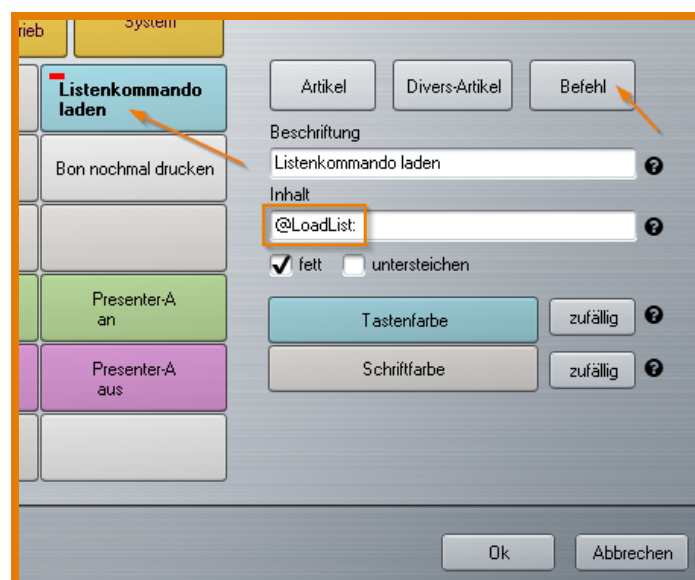 rieb
System
Listenkommando
laden
Bon nochmal drucken
Presenter-A
an
Presenter-A
aus
Artikel
Divers-Artikel
Befehl
Beschriftung
Listenkommando laden
?
Inhalt
@LoadList:
?
fett
untersteichen
Tastenfarbe
zufällig
?
Schriftfarbe
zufällig
?
Ok
Abbrechen